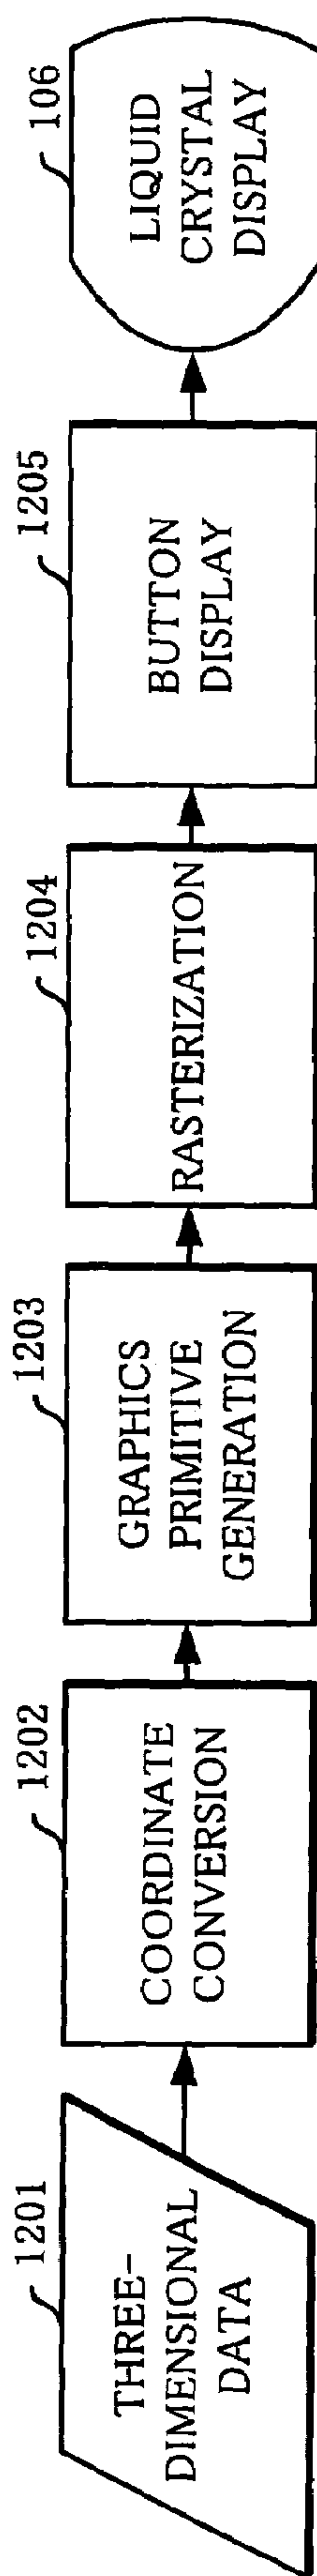 1201
THREE-
DIMENSIONAL
DATA
1202
COORDINATE
CONVERSION
1203
GRAPHICS
PRIMITIVE
GENERATION
1204
RASTERIZATION
1205
BUTTON
DISPLAY
106
LIQUID
CRYSTAL
DISPLAY